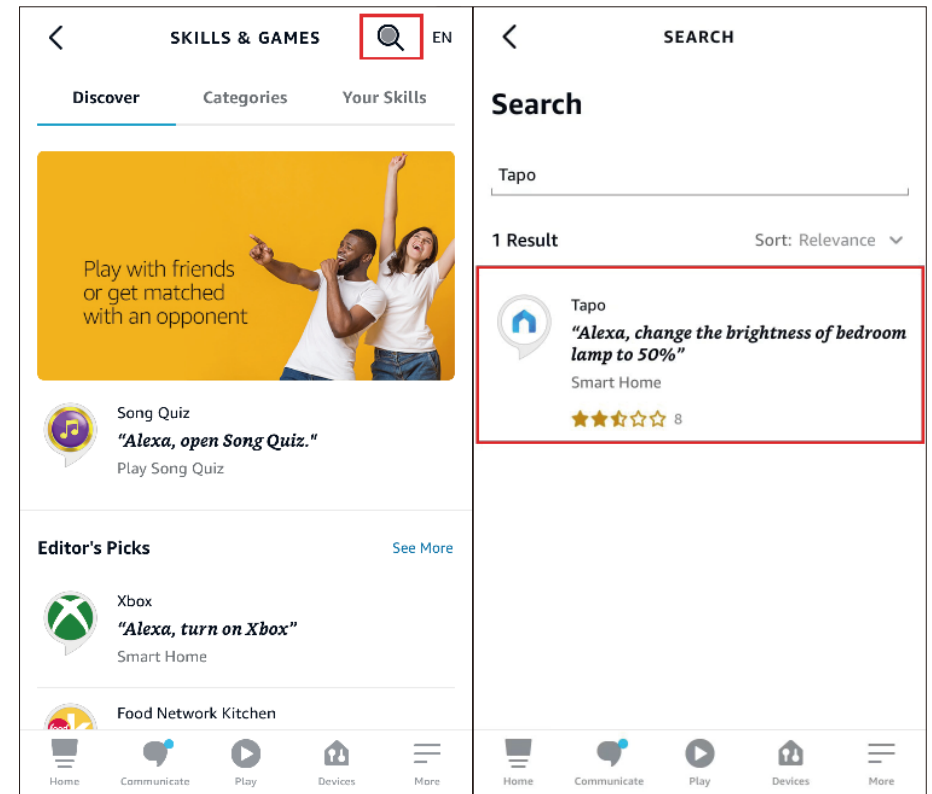 SKILLS & GAMES
EN
Discover
Categories
Your Skills
Play with friends
or get matched
with an opponent
Song Quiz
“Alexa, open Song Quiz."
Play Song Quiz
Editor's Picks
See More
Xbox
“Alexa, turn on Xbox”
Smart Home
Food Network Kitchen
food
Home
Communicate
Play
Devices
More
SEARCH
Search
Tapo
1 Result
Sort: Relevance
Tapo
“Alexa, change the brightness of bedroom
lamp to 50%”
Smart Home
8
Home
Communicate
Play
Devices
More